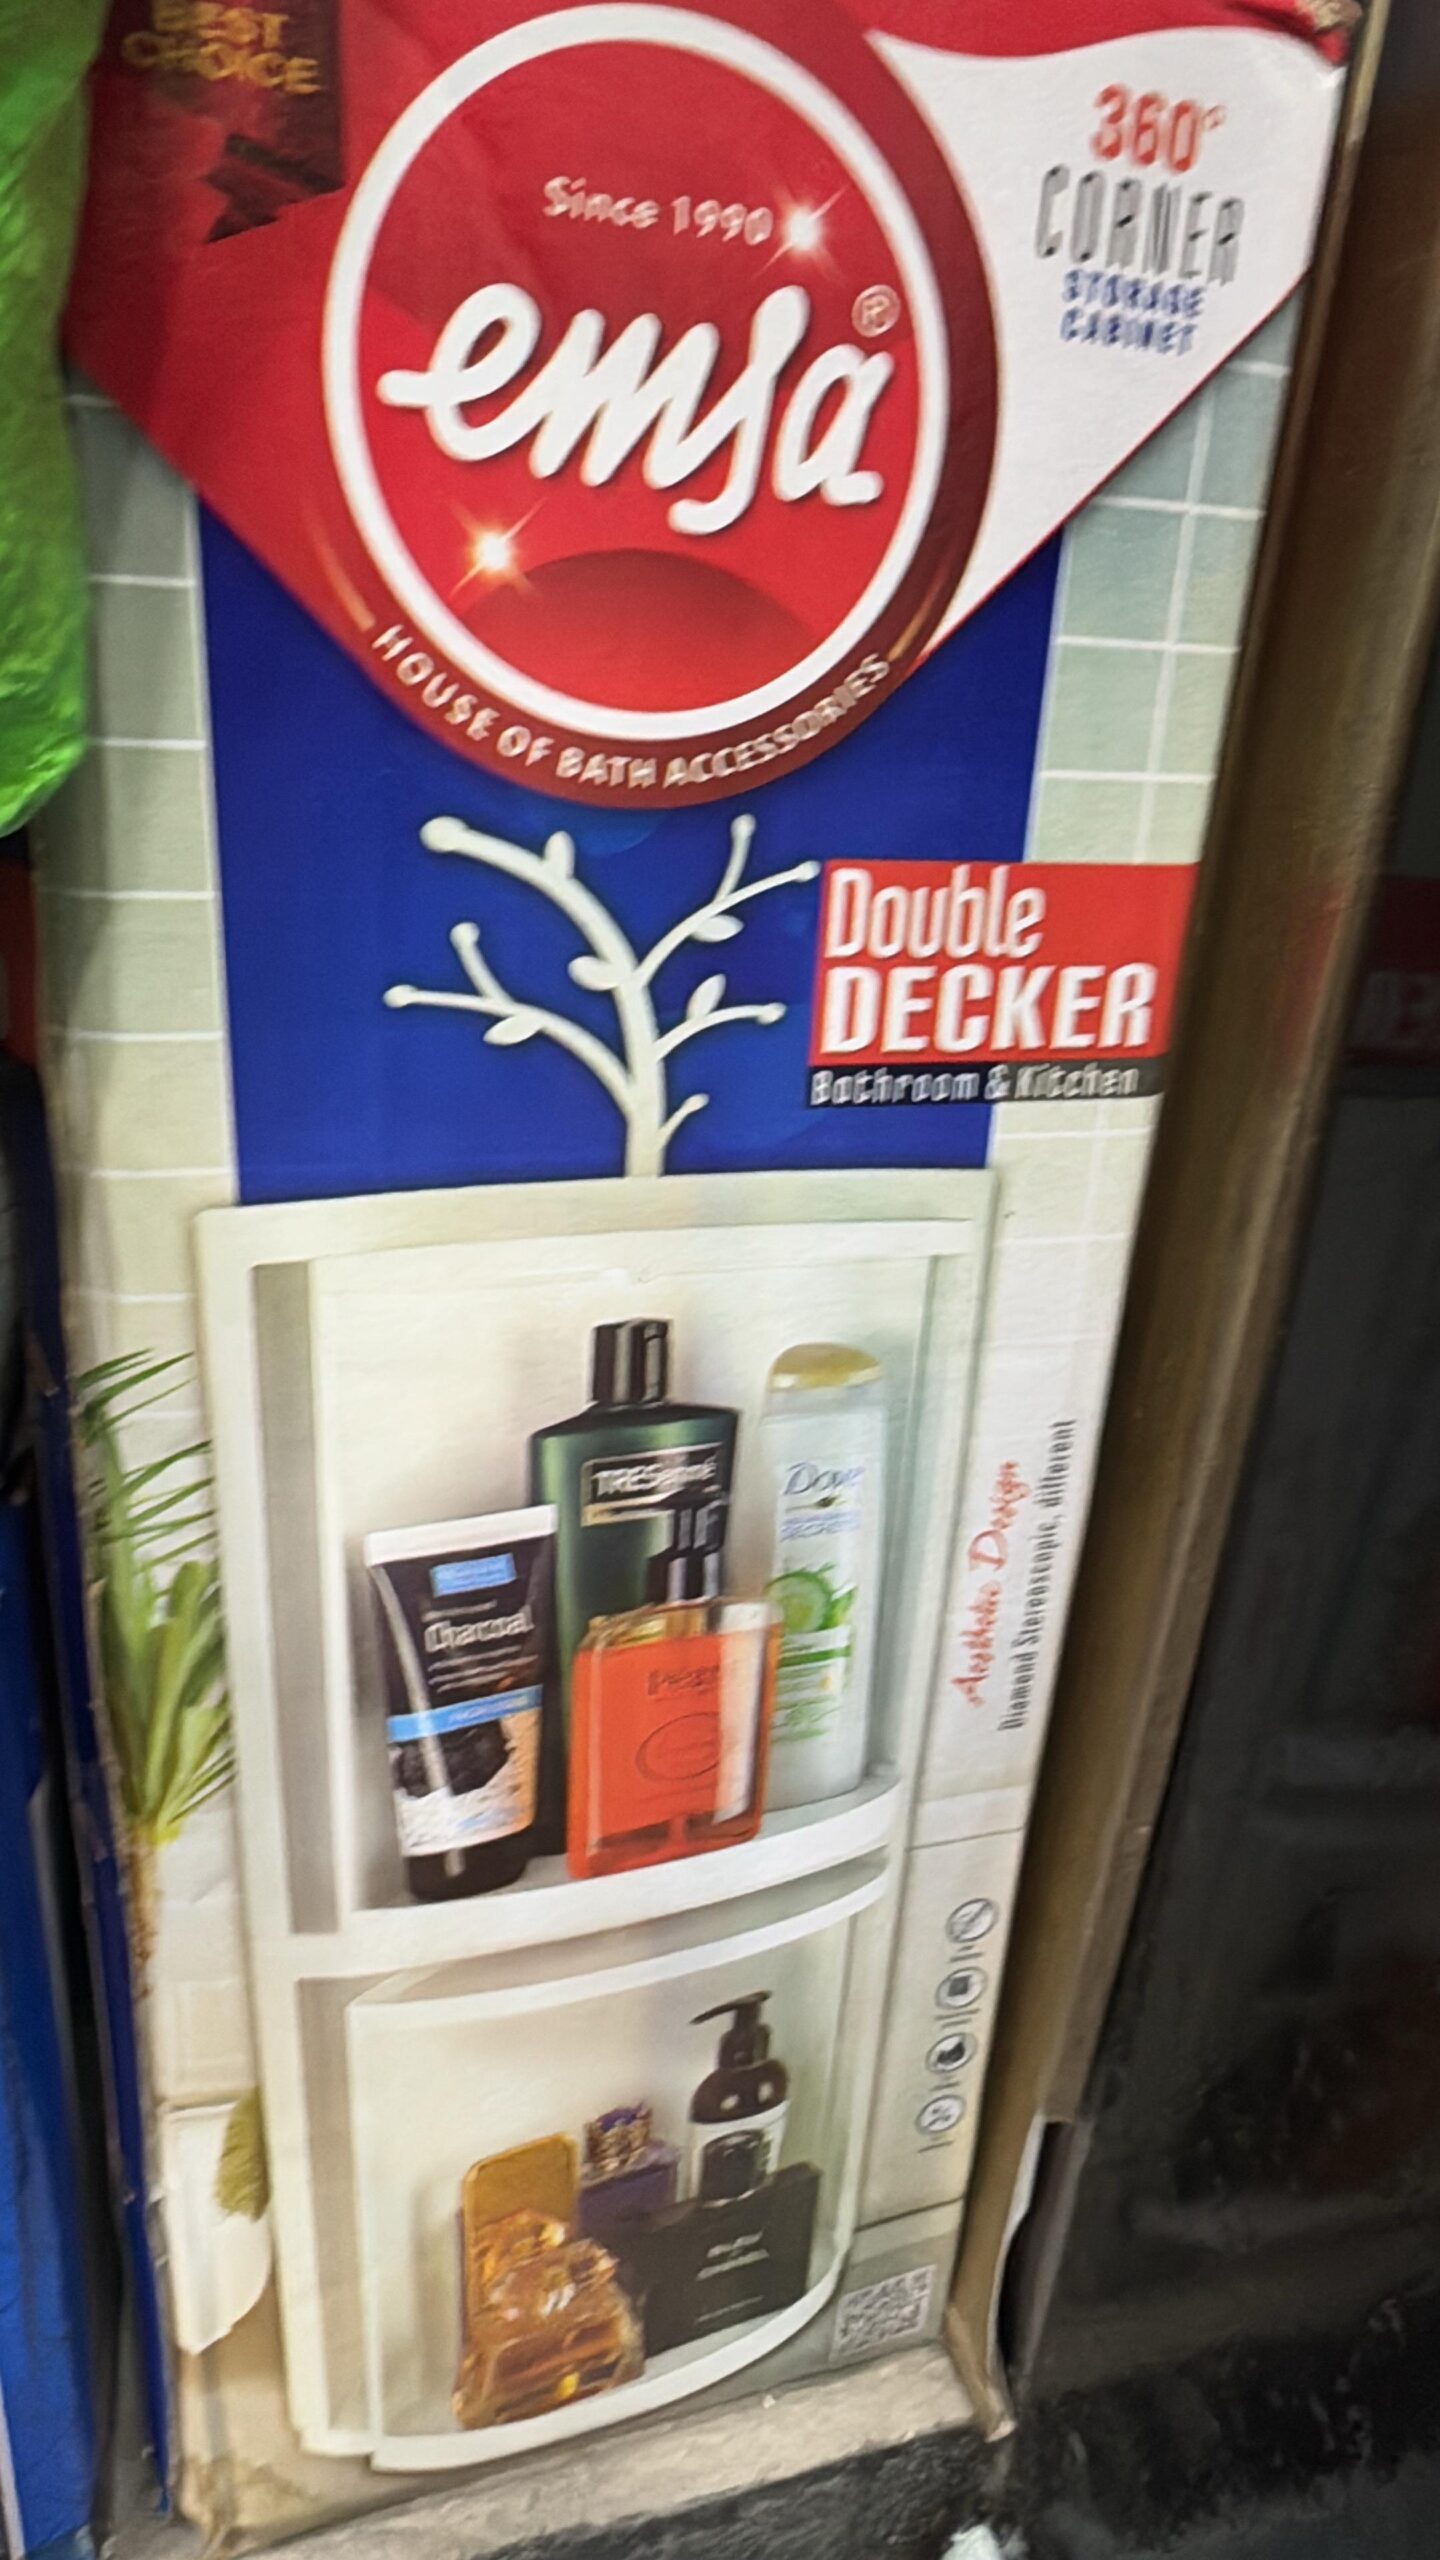 BEST
CHOICE
Since 1990
emsa®
HOUSE OF BATH ACCESSORIES
360°
CORNER
STORAGE
CABINET
Double
DECKER
Bathroom & Kitchen
TRESemmé
Dove
Charcoal
Aesthetic Design
Diamond Stereoscopic, different